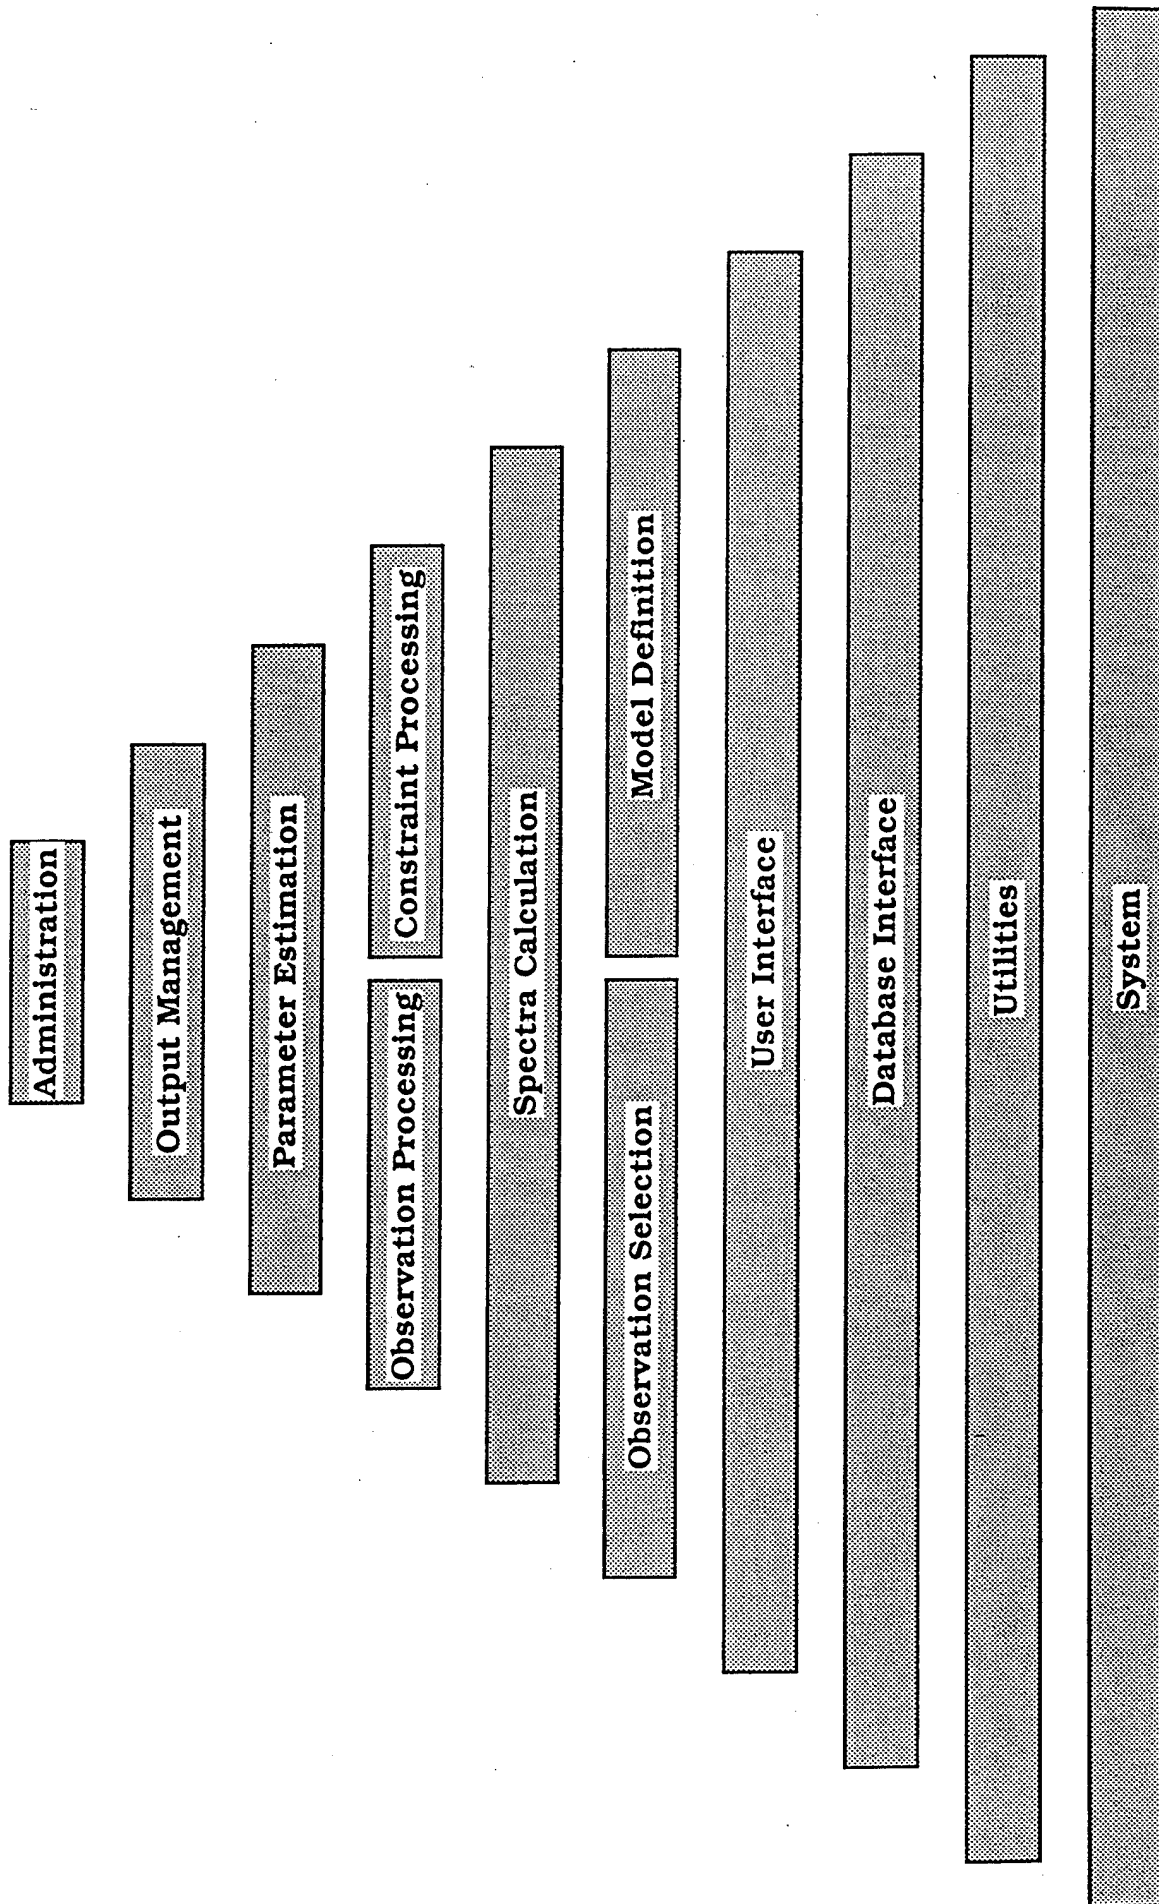 Administration
Output Management
Parameter Estimation
Observation Processing
Constraint Processing
Spectra Calculation
Observation Selection
Model Definition
User Interface
Database Interface
Utilities
System